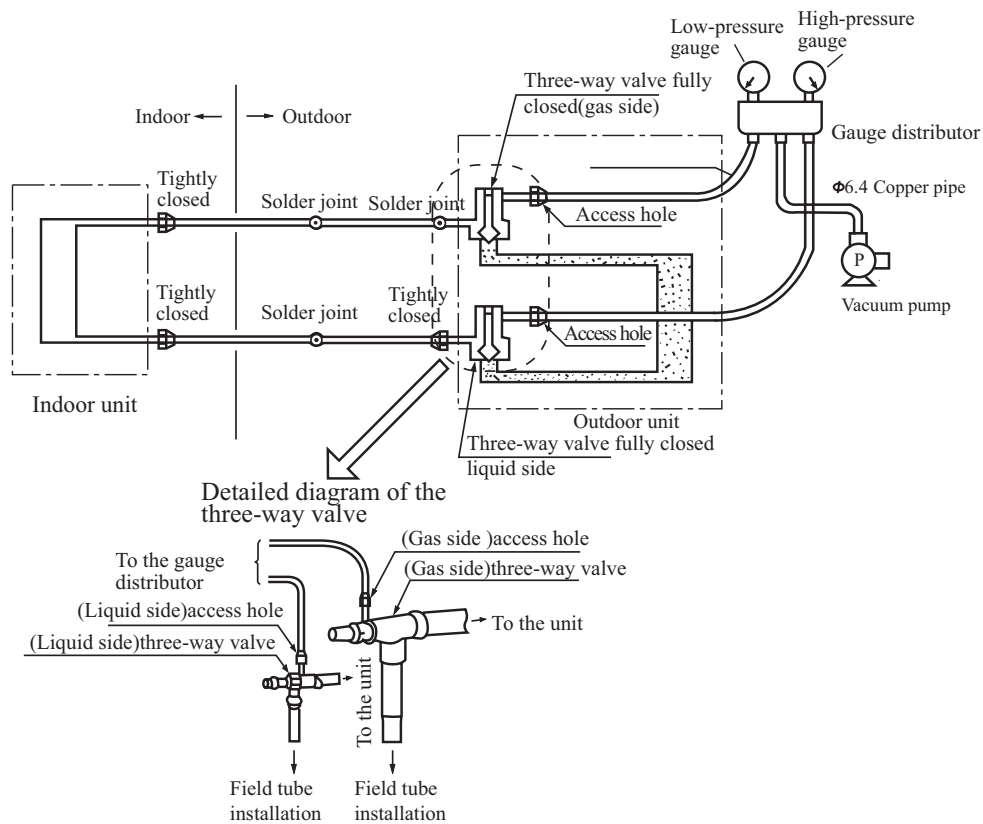 Low-pressure
gauge
High-pressure
gauge
Three-way valve fully
closed(gas side)
Indoor
Outdoor
Gauge distributor
Tightly
closed
Solder joint
Solder joint
Φ6.4 Copper pipe
Access hole
P
Tightly
closed
Solder joint
Tightly
closed
Vacuum pump
Access hole
Indoor unit
Outdoor unit
Three-way valve fully closed
liquid side
Detailed diagram of the
three-way valve
To the gauge
distributor
(Gas side )access hole
(Gas side)three-way valve
(Liquid side)access hole
(Liquid side)three-way valve
To the unit
To the unit
Field tube
installation
Field tube
installation